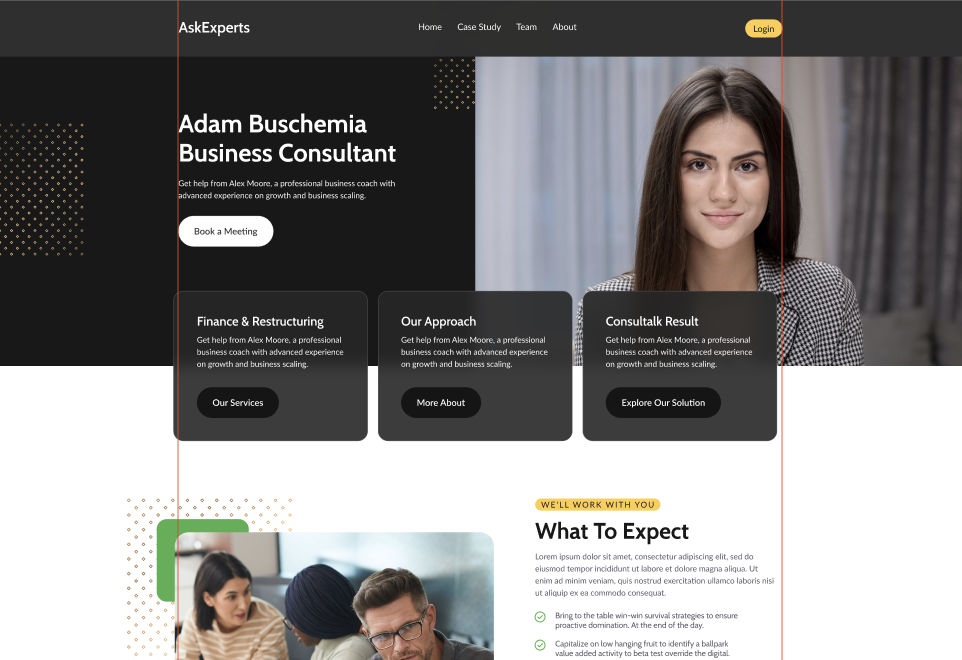 AskExperts
Home Case Study Team About
Login
Adam Buschemia
Business Consultant
Get help from Alex Moore, a professional business coach with
advanced experience on growth and business scaling.
Book a Meeting
Finance & Restructuring
Get help from Alex Moore, a professional
business coach with advanced experience
on growth and business scaling.
Our Services
Our Approach
Get help from Alex Moore, a professional
business coach with advanced experience
on growth and business scaling.
More About
Consultalk Result
Get help from Alex Moore, a professional
business coach with advanced experience
on growth and business scaling.
Explore Our Solution
WE'LL WORK WITH YOU
What To Expect
Lorem ipsum dolor sit amet, consectetur adipiscing elit, sed do
eiusmod tempor incididunt ut labore et dolore magna aliqua. Ut
enim ad minim veniam, quis nostrud exercitation ullamco laboris nisi
ut aliquip ex ea commodo consequat.
Bring to the table win-win survival strategies to ensure
proactive domination. At the end of the day.
Capitalize on low hanging fruit to identify a ballpark
value added activity to beta test override the digital.